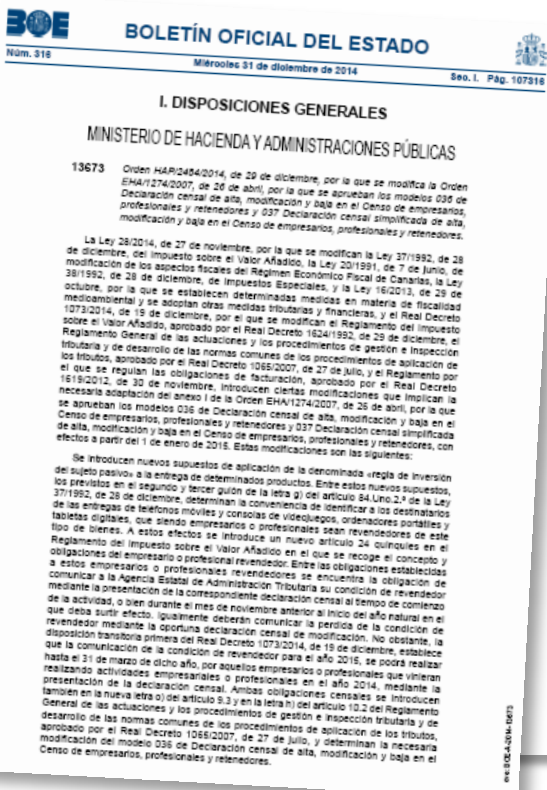 BOE
BOLETÍN OFICIAL DEL ESTADO
Núm. 316
Miércoles 31 de diciembre de 2014
Sec. I. Pág. 107316
I. DISPOSICIONES GENERALES
MINISTERIO DE HACIENDA Y ADMINISTRACIONES PÚBLICAS
13673
Orden HAP/2484/2014, de 29 de diciembre, por la que se modifica la Orden
EHA/1274/2007, de 26 de abril, por la que se aprueban los modelos 036 de
Declaración censal de alta, modificación y baja en el Censo de empresarios,
profesionales y retenedores y 037 Declaración censal simplificada de alta,
modificación y baja en el Censo de empresarios, profesionales y retenedores.
La Ley 28/2014, de 27 de noviembre, por la que se modifican la Ley 37/1992, de 28
de diciembre, del Impuesto sobre el Valor Añadido, la Ley 20/1991, de 7 de junio, de
modificación de los aspectos fiscales del Régimen Económico Fiscal de Canarias, la Ley
38/1992, de 28 de diciembre, de Impuestos Especiales, y la Ley 16/2013, de 29 de
octubre, por la que se establecen determinadas medidas en materia de fiscalidad
medioambiental y se adoptan otras medidas tributarias y financieras, y el Real Decreto
1073/2014, de 19 de diciembre, por el que se modifican el Reglamento del Impuesto
sobre el Valor Añadido, aprobado por el Real Decreto 1624/1992, de 29 de diciembre, el
Reglamento General de las actuaciones y los procedimientos de gestión e inspección
tributaria y de desarrollo de las normas comunes de los procedimientos de aplicación de
los tributos, aprobado por el Real Decreto 1065/2007, de 27 de julio, y el Reglamento por
el que se regulan las obligaciones de facturación, aprobado por el Real Decreto
1619/2012, de 30 de noviembre, introducen ciertas modificaciones que implican la
necesaria adaptación del anexo I de la Orden EHA/1274/2007, de 26 de abril, por la que
se aprueban los modelos 036 de Declaración censal de alta, modificación y baja en el
Censo de empresarios, profesionales y retenedores y 037 Declaración censal simplificada
de alta, modificación y baja en el Censo de empresarios, profesionales y retenedores, con
efectos a partir del 1 de enero de 2015. Estas modificaciones son las siguientes:
Se introducen nuevos supuestos de aplicación de la denominada «regla de inversión
del sujeto pasivo» a la entrega de determinados productos. Entre estos nuevos supuestos,
los previstos en el segundo y tercer guión de la letra g) del artículo 84.Uno.2.º de la Ley
37/1992, de 28 de diciembre, determinan la conveniencia de identificar a los destinatarios
de las entregas de teléfonos móviles y consolas de videojuegos, ordenadores portátiles y
tabletas digitales, que siendo empresarios o profesionales sean revendedores de este
tipo de bienes. A estos efectos se introduce un nuevo artículo 24 quinquies en el
Reglamento del Impuesto sobre el Valor Añadido en el que se recoge el concepto y
obligaciones del empresario o profesional revendedor. Entre las obligaciones establecidas
a estos empresarios o profesionales revendedores se encuentra la obligación de
comunicar a la Agencia Estatal de Administración Tributaria su condición de revendedor
mediante la presentación de la correspondiente declaración censal al tiempo de comienzo
de la actividad, o bien durante el mes de noviembre anterior al inicio del año natural en el
que deba surtir efecto. Igualmente deberán comunicar la perdida de la condición de
revendedor mediante la oportuna declaración censal de modificación. No obstante, la
disposición transitoria primera del Real Decreto 1073/2014, de 19 de diciembre, establece
que la comunicación de la condición de revendedor para el año 2015, se podrá realizar
hasta el 31 de marzo de dicho año, por aquellos empresarios o profesionales que vinieran
realizando actividades empresariales o profesionales en el año 2014, mediante la
presentación de la declaración censal. Ambas obligaciones censales se introducen
también en la nueva letra o) del artículo 9.3 y en la letra h) del artículo 10.2 del Reglamento
General de las actuaciones y los procedimientos de gestión e inspección tributaria y de
desarrollo de las normas comunes de los procedimientos de aplicación de los tributos,
aprobado por el Real Decreto 1065/2007, de 27 de julio, y determinan la necesaria
modificación del modelo 036 de Declaración censal de alta, modificación y baja en el
Censo de empresarios, profesionales y retenedores.
cve: BOE-A-2014-13673